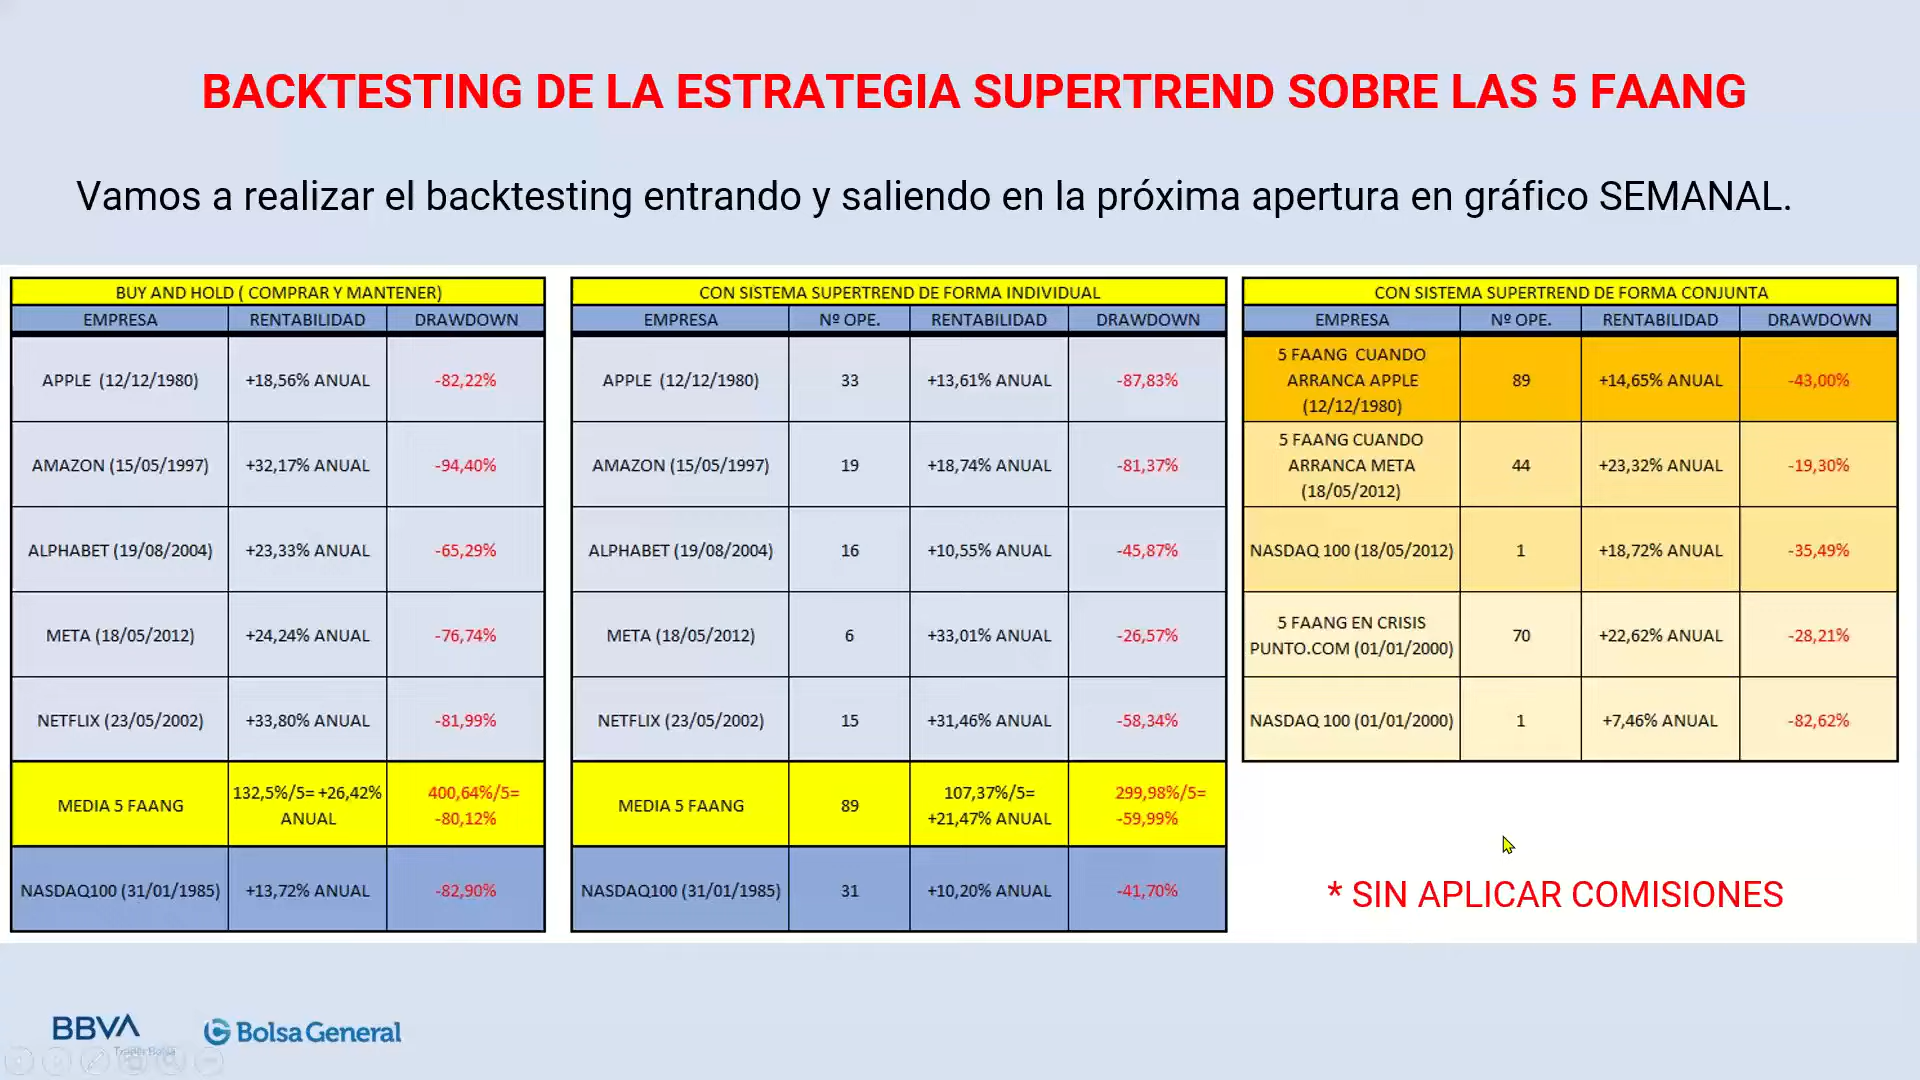 BACKTESTING DE LA ESTRATEGIA SUPERTREND SOBRE LAS 5 FAANG
Vamos a realizar el backtesting entrando y saliendo en la próxima apertura en gráfico SEMANAL.
BUY AND HOLD ( COMPRAR Y MANTENER)
EMPRESA RENTABILIDAD DRAWDOWN
APPLE (12/12/1980) +18,56% ANUAL -82,22%
AMAZON (15/05/1997) +32,17% ANUAL -94,40%
ALPHABET (19/08/2004) +23,33% ANUAL -65,29%
META (18/05/2012) +24,24% ANUAL -76,74%
NETFLIX (23/05/2002) +33,80% ANUAL -81,99%
MEDIA 5 FAANG 132,5%/5= +26,42% ANUAL 400,64%/5= -80,12%
NASDAQ100 (31/01/1985) +13,72% ANUAL -82,90%
CON SISTEMA SUPERTREND DE FORMA INDIVIDUAL
EMPRESA Nº OPE. RENTABILIDAD DRAWDOWN
APPLE (12/12/1980) 33 +13,61% ANUAL -87,83%
AMAZON (15/05/1997) 19 +18,74% ANUAL -81,37%
ALPHABET (19/08/2004) 16 +10,55% ANUAL -45,87%
META (18/05/2012) 6 +33,01% ANUAL -26,57%
NETFLIX (23/05/2002) 15 +31,46% ANUAL -58,34%
MEDIA 5 FAANG 89 107,37%/5= +21,47% ANUAL 299,98%/5= -59,99%
NASDAQ100 (31/01/1985) 31 +10,20% ANUAL -41,70%
CON SISTEMA SUPERTREND DE FORMA CONJUNTA
EMPRESA Nº OPE. RENTABILIDAD DRAWDOWN
5 FAANG CUANDO ARRANCA APPLE (12/12/1980) 89 +14,65% ANUAL -43,00%
5 FAANG CUANDO ARRANCA META (18/05/2012) 44 +23,32% ANUAL -19,30%
NASDAQ 100 (18/05/2012) 1 +18,72% ANUAL -35,49%
5 FAANG EN CRISIS PUNTO.COM (01/01/2000) 70 +22,62% ANUAL -28,21%
NASDAQ 100 (01/01/2000) 1 +7,46% ANUAL -82,62%
* SIN APLICAR COMISIONES
BBVA
Trader Bolsa
Bolsa General